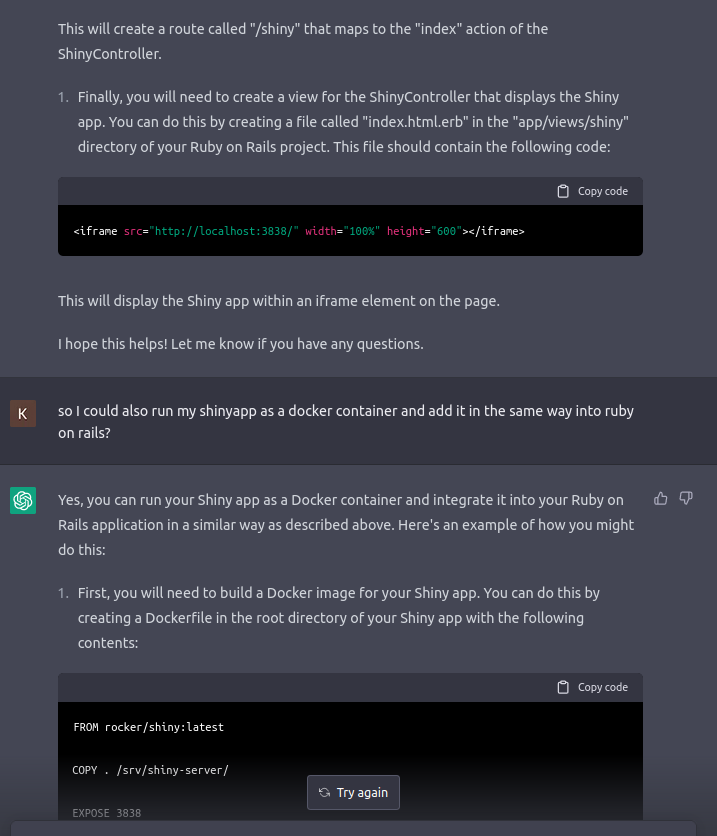 This will create a route called "/shiny" that maps to the "index" action of the
ShinyController.
1. Finally, you will need to create a view for the ShinyController that displays the Shiny
app. You can do this by creating a file called "index.html.erb" in the "app/views/shiny"
directory of your Ruby on Rails project. This file should contain the following code:
Copy code
<iframe src="http://localhost:3838/" width="100%" height="600"></iframe>
This will display the Shiny app within an iframe element on the page.
I hope this helps! Let me know if you have any questions.
K
so I could also run my shinyapp as a docker container and add it in the same way into ruby
on rails?
Yes, you can run your Shiny app as a Docker container and integrate it into your Ruby on
Rails application in a similar way as described above. Here's an example of how you might
do this:
1. First, you will need to build a Docker image for your Shiny app. You can do this by
creating a Dockerfile in the root directory of your Shiny app with the following
contents:
Copy code
FROM rocker/shiny:latest
COPY . /srv/shiny-server/
Try again
EXPOSE 3838